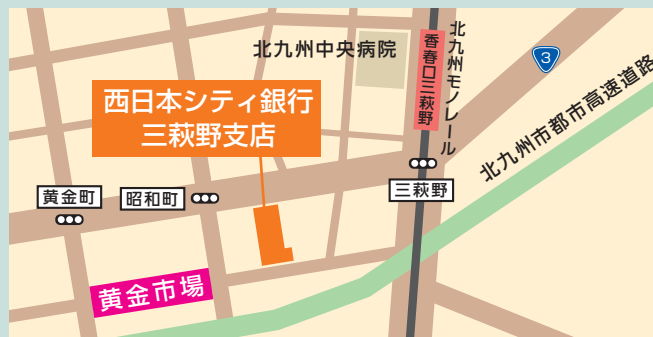 北九州中央病院
香春口三萩野
北九州モノレール
3
西日本シティ銀行
三萩野支店
北九州市都市高速道路
黄金町
昭和町
三萩野
黄金市場